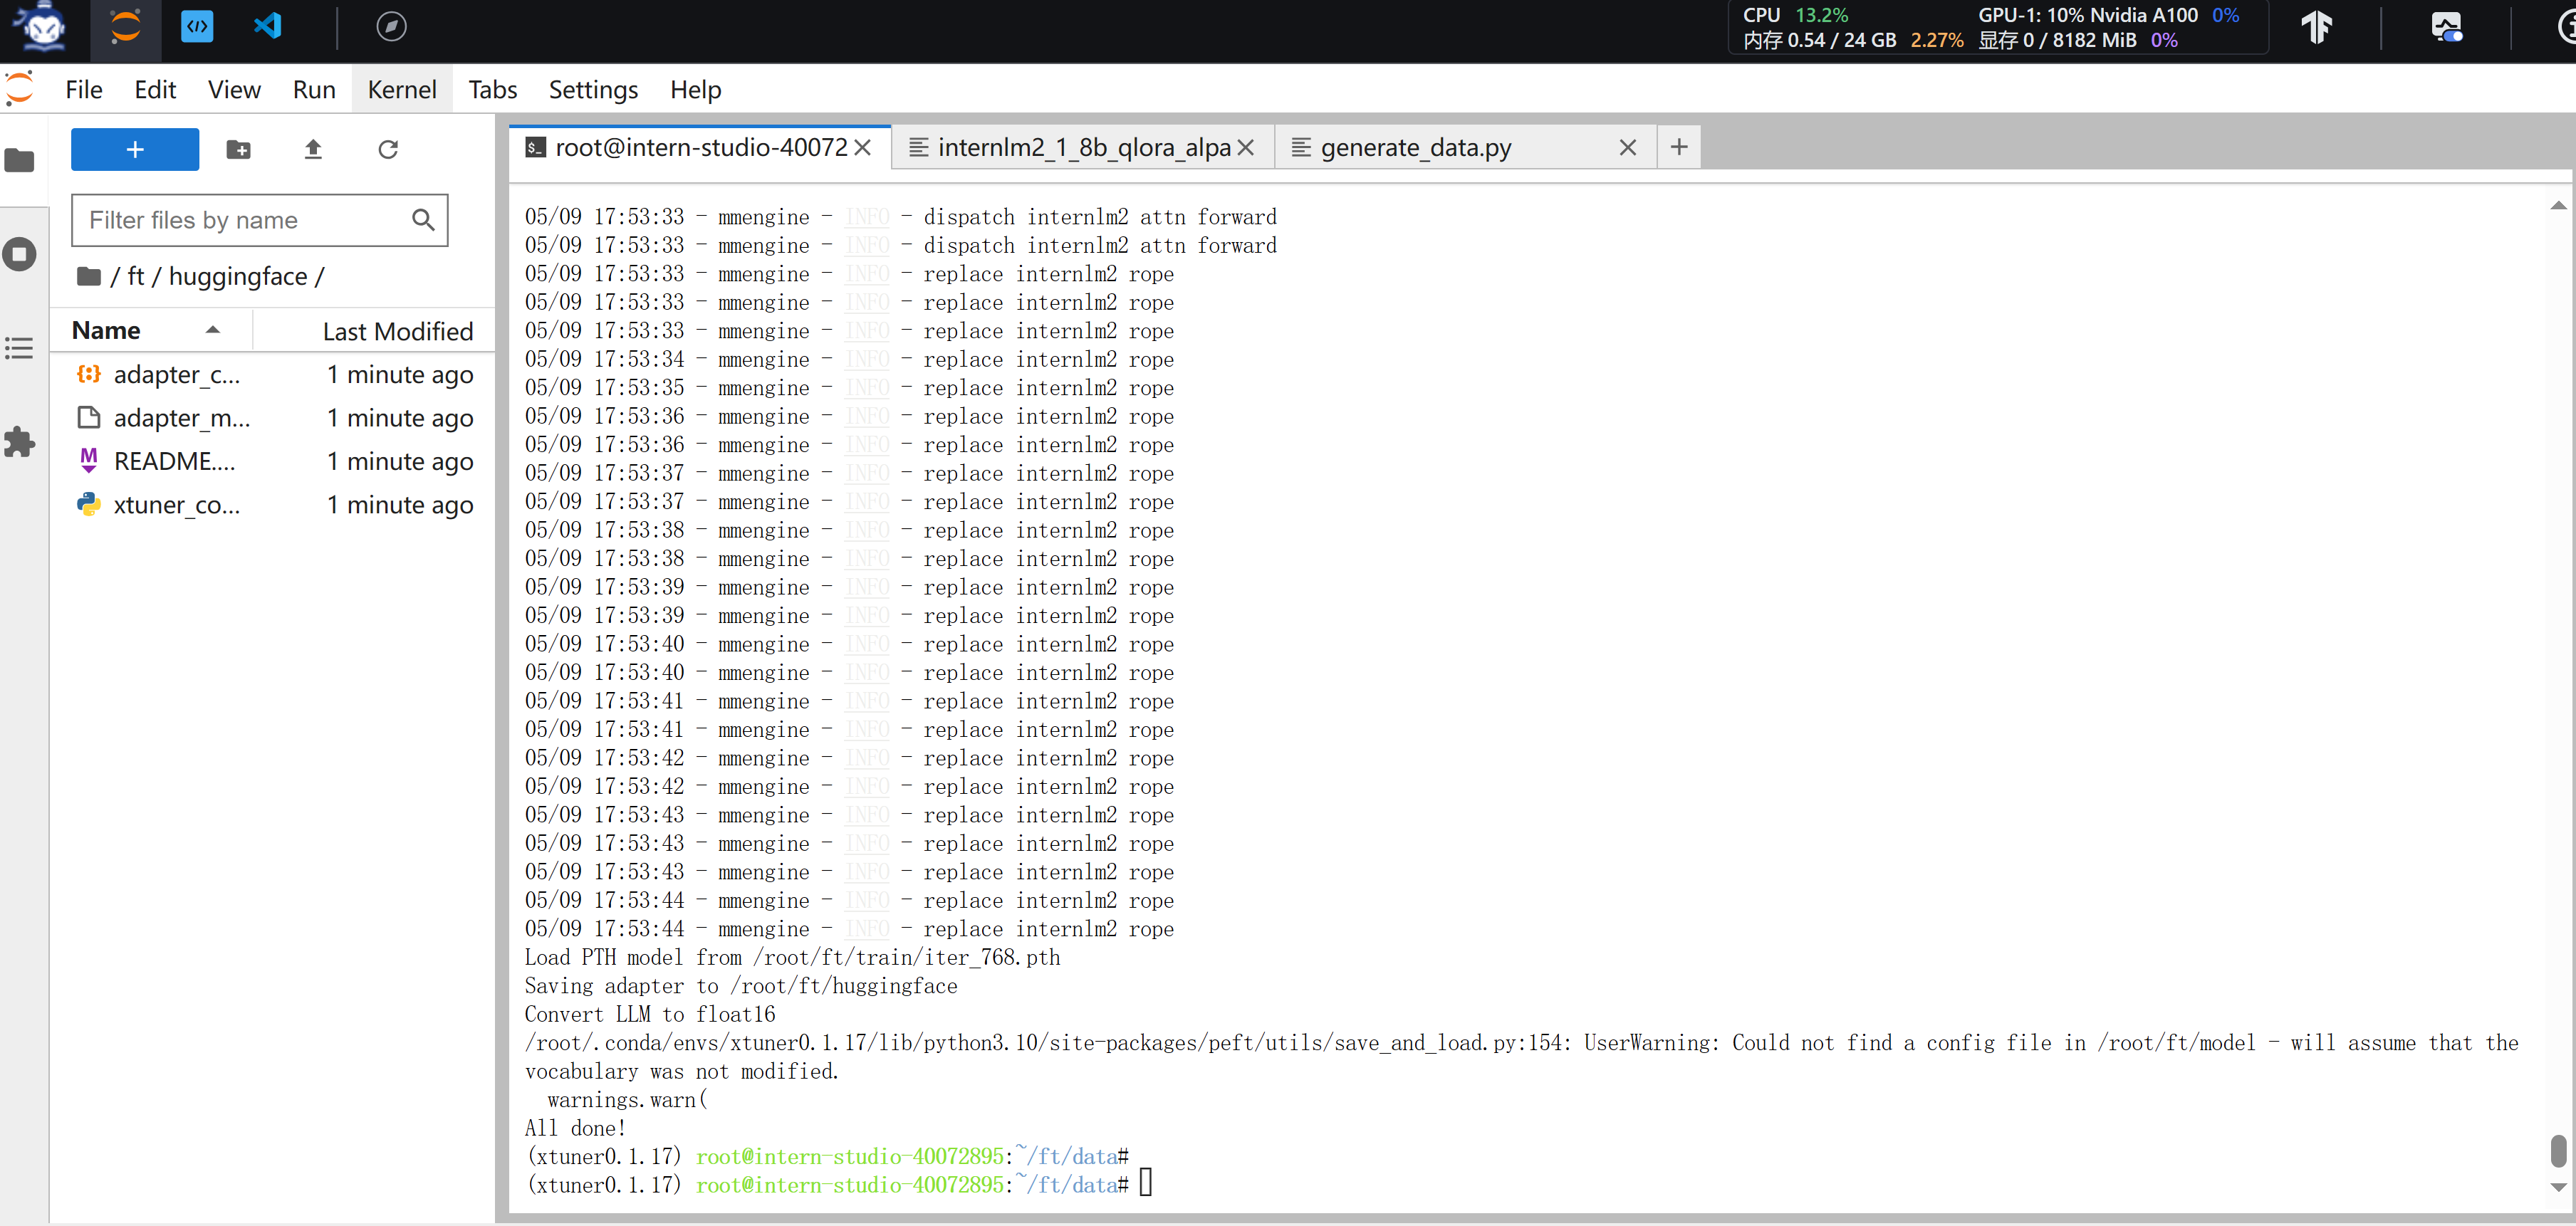 CPU 13.2% GPU-1: 10% Nvidia A100 0%
内存 0.54 / 24 GB 2.27% 显存 0 / 8182 MiB 0%
File Edit View Run Kernel Tabs Settings Help
root@intern-studio-40072
internlm2_1_8b_qlora_alpa
generate_data.py
Filter files by name
/ ft / huggingface /
Name Last Modified
adapter_c... 1 minute ago
adapter_m... 1 minute ago
README.... 1 minute ago
xtuner_co... 1 minute ago
05/09 17:53:33 - mmengine - INFO - dispatch internlm2 attn forward
05/09 17:53:33 - mmengine - INFO - dispatch internlm2 attn forward
05/09 17:53:33 - mmengine - INFO - replace internlm2 rope
05/09 17:53:33 - mmengine - INFO - replace internlm2 rope
05/09 17:53:33 - mmengine - INFO - replace internlm2 rope
05/09 17:53:34 - mmengine - INFO - replace internlm2 rope
05/09 17:53:35 - mmengine - INFO - replace internlm2 rope
05/09 17:53:36 - mmengine - INFO - replace internlm2 rope
05/09 17:53:36 - mmengine - INFO - replace internlm2 rope
05/09 17:53:37 - mmengine - INFO - replace internlm2 rope
05/09 17:53:37 - mmengine - INFO - replace internlm2 rope
05/09 17:53:38 - mmengine - INFO - replace internlm2 rope
05/09 17:53:38 - mmengine - INFO - replace internlm2 rope
05/09 17:53:39 - mmengine - INFO - replace internlm2 rope
05/09 17:53:39 - mmengine - INFO - replace internlm2 rope
05/09 17:53:40 - mmengine - INFO - replace internlm2 rope
05/09 17:53:40 - mmengine - INFO - replace internlm2 rope
05/09 17:53:41 - mmengine - INFO - replace internlm2 rope
05/09 17:53:41 - mmengine - INFO - replace internlm2 rope
05/09 17:53:42 - mmengine - INFO - replace internlm2 rope
05/09 17:53:42 - mmengine - INFO - replace internlm2 rope
05/09 17:53:43 - mmengine - INFO - replace internlm2 rope
05/09 17:53:43 - mmengine - INFO - replace internlm2 rope
05/09 17:53:43 - mmengine - INFO - replace internlm2 rope
05/09 17:53:44 - mmengine - INFO - replace internlm2 rope
05/09 17:53:44 - mmengine - INFO - replace internlm2 rope
Load PTH model from /root/ft/train/iter_768.pth
Saving adapter to /root/ft/huggingface
Convert LLM to float16
/root/.conda/envs/xtuner0.1.17/lib/python3.10/site-packages/peft/utils/save_and_load.py:154: UserWarning: Could not find a config file in /root/ft/model - will assume that the
vocabulary was not modified.
warnings.warn(
All done!
(xtuner0.1.17) root@intern-studio-40072895:~/ft/data#
(xtuner0.1.17) root@intern-studio-40072895:~/ft/data#